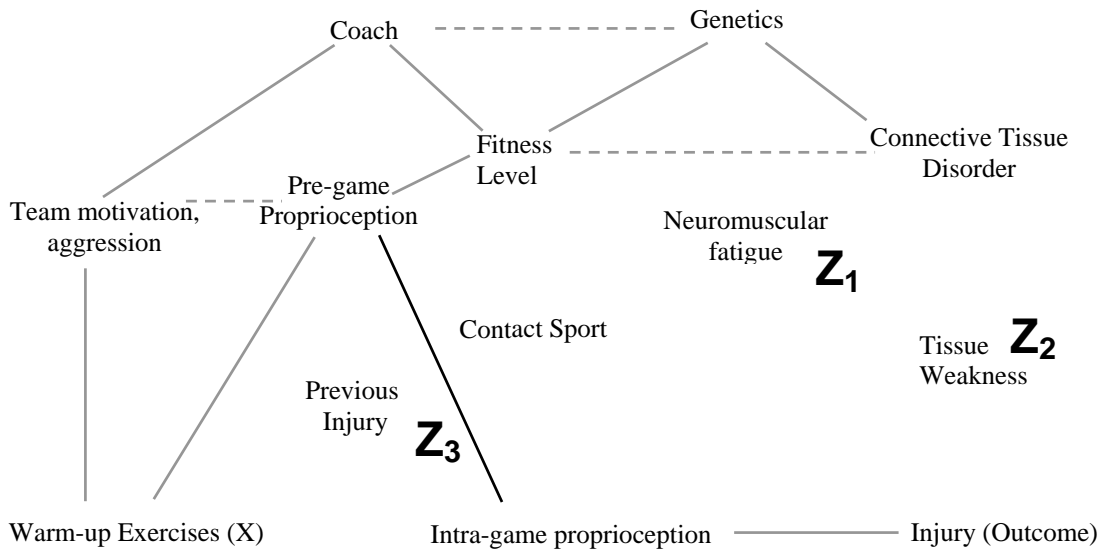 Coach
Genetics
Fitness
Level
Connective Tissue
Disorder
Pre-game
Proprioception
Team motivation,
aggression
Neuromuscular
fatigue
Z1
Contact Sport
Tissue
Weakness
Z2
Previous
Injury
Z3
Warm-up Exercises (X)
Intra-game proprioception
Injury (Outcome)